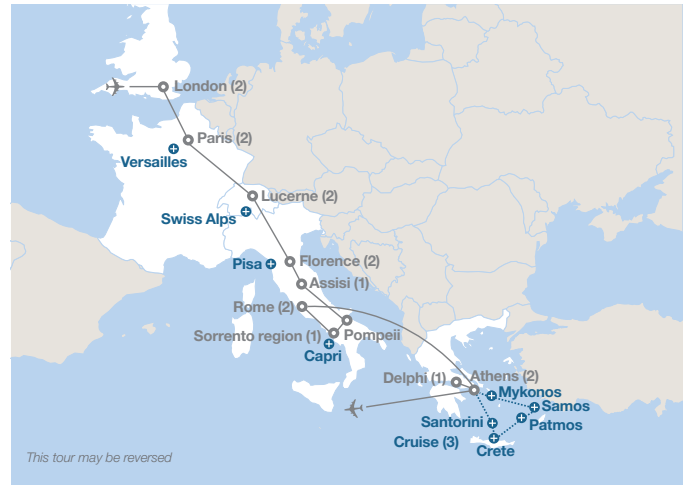 London (2)
Paris (2)
Versailles
Lucerne (2)
Swiss Alps
Florence (2)
Pisa
Assisi (1)
Rome (2)
Sorrento region (1)
Pompeii
Capri
Delphi (1)
Athens (2)
Mykonos
Samos
Santorini
Patmos
Cruise (3)
Crete
This tour may be reversed